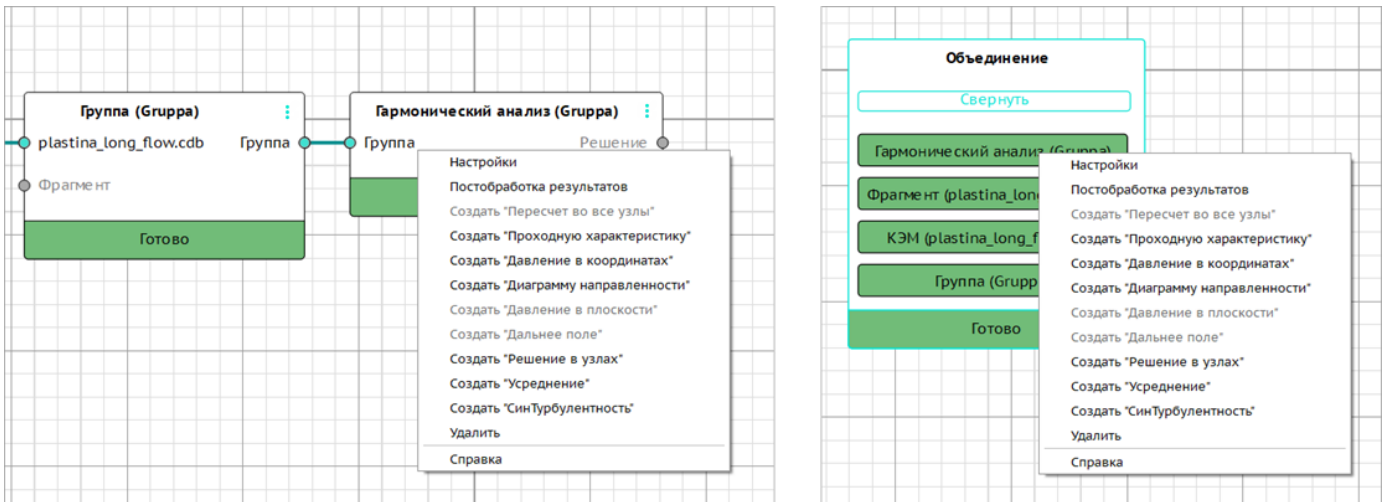 Группа (Gruppa)
plastina_long_flow.cdb
Группа
Фрагмент
Готово
Гармонический анализ (Gruppa)
Группа
Решение
Настройки
Постобработка результатов
Создать "Пересчет во все узлы"
Создать "Проходную характеристику"
Создать "Давление в координатах"
Создать "Диаграмму направленности"
Создать "Давление в плоскости"
Создать "Дальнее поле"
Создать "Решение в узлах"
Создать "Усреднение"
Создать "СинТурбулентность"
Удалить
Справка
Объединение
Свернуть
Гармонический анализ (Gruppa)
Фрагмент (plastina_lon
КЭМ (plastina_long_f
Группа (Grupp
Готово
Настройки
Постобработка результатов
Создать "Пересчет во все узлы"
Создать "Проходную характеристику"
Создать "Давление в координатах"
Создать "Диаграмму направленности"
Создать "Давление в плоскости"
Создать "Дальнее поле"
Создать "Решение в узлах"
Создать "Усреднение"
Создать "СинТурбулентность"
Удалить
Справка